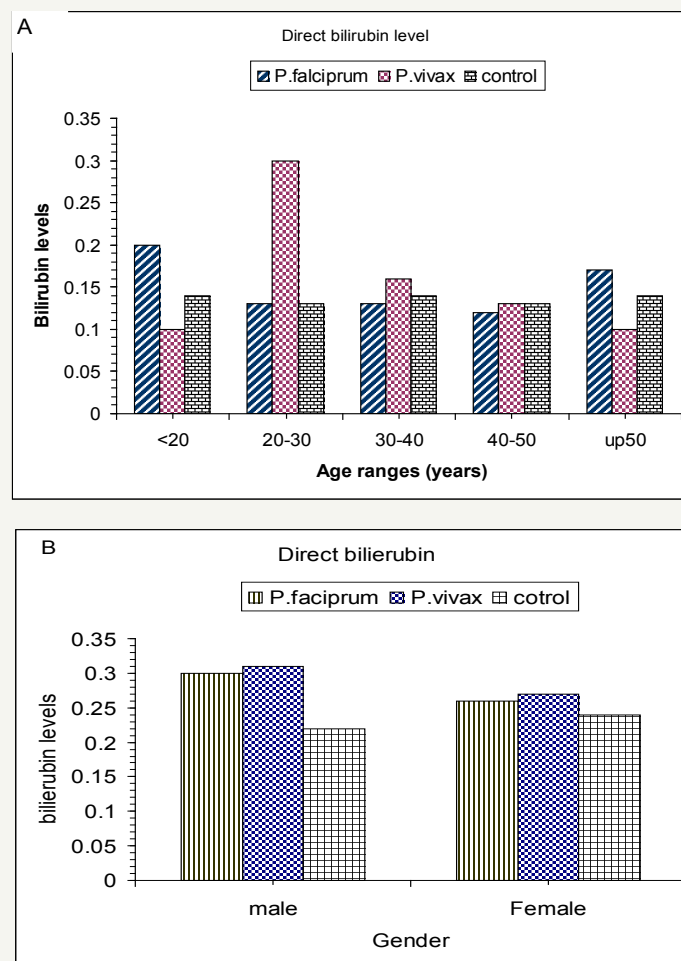 A
Direct bilirubin level
P.falciprum P.vivax control
0.35
0.3
0.25
0.2
0.15
0.1
0.05
0
Bilirubin levels
<20 20-30 30-40 40-50 up50
Age ranges (years)
B
Direct bilierubin
P.faciprum P.vivax cotrol
0.35
0.3
0.25
0.2
0.15
0.1
0.05
0
bilierubin levels
male Female
Gender